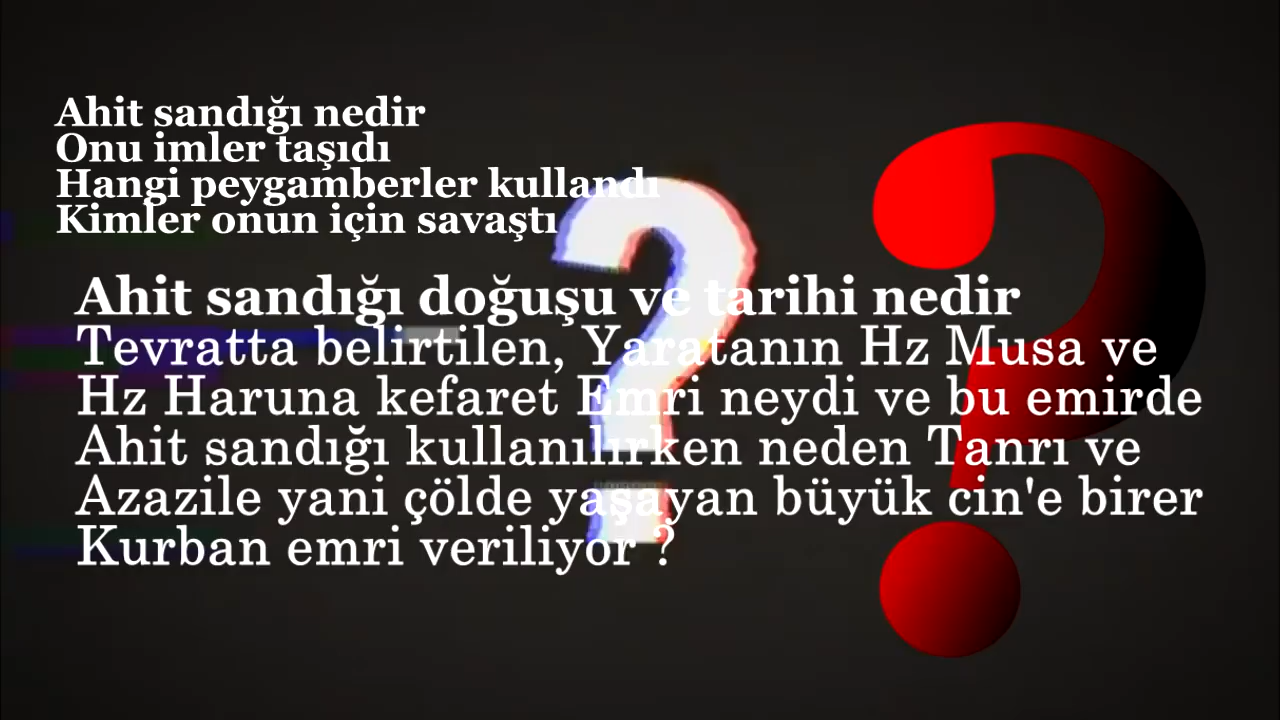 Ahit sandığı nedir
Onu imler taşıdı
Hangi peygamberler kullandı
Kimler onun için savaştı
Ahit sandığı doğuşu ve tarihi nedir
Tevratta belirtilen, Yaratanın Hz Musa ve
Hz Haruna kefaret Emri neydi ve bu emirde
Ahit sandığı kullanılırken neden Tanrı ve
Azazile yani çölde yaşayan büyük cin'e birer
Kurban emri veriliyor ?